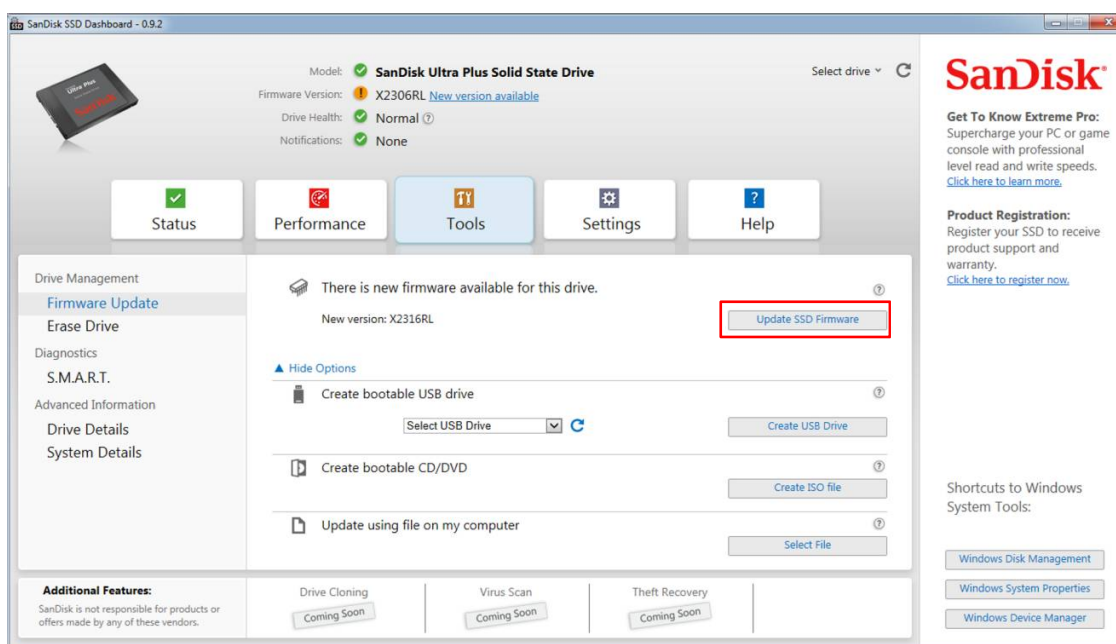 SanDisk SSD Dashboard - 0.9.2
Ultra Plus
SanDisk
Model: SanDisk Ultra Plus Solid State Drive
Firmware Version: X2306RL New version available
Drive Health: Normal
Notifications: None
Select drive
Status
Performance
Tools
Settings
Help
Drive Management
Firmware Update
Erase Drive
Diagnostics
S.M.A.R.T.
Advanced Information
Drive Details
System Details
There is new firmware available for this drive.
New version: X2316RL
Update SSD Firmware
Hide Options
Create bootable USB drive
Select USB Drive
Create USB Drive
Create bootable CD/DVD
Create ISO file
Update using file on my computer
Select File
Additional Features:
SanDisk is not responsible for products or
offers made by any of these vendors.
Drive Cloning
Coming Soon
Virus Scan
Coming Soon
Theft Recovery
Coming Soon
SanDisk
Get To Know Extreme Pro:
Supercharge your PC or game
console with professional
level read and write speeds.
Click here to learn more.
Product Registration:
Register your SSD to receive
product support and
warranty.
Click here to register now.
Shortcuts to Windows
System Tools:
Windows Disk Management
Windows System Properties
Windows Device Manager